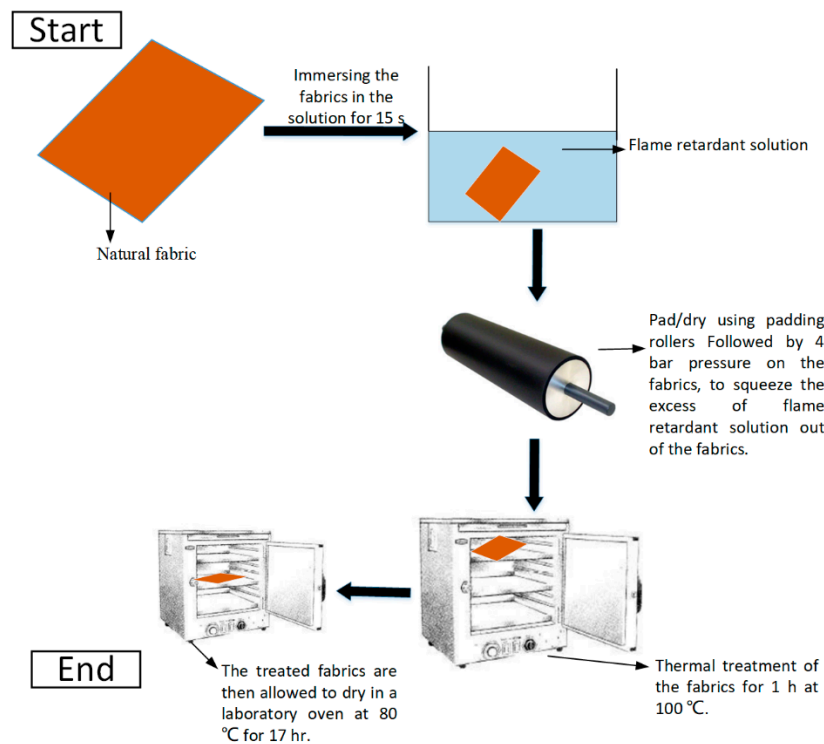 Start
Immersing the
fabrics in the
solution for 15 s
Flame retardant solution
Natural fabric
Pad/dry using padding
rollers Followed by 4
bar pressure on the
fabrics, to squeeze the
excess of flame
retardant solution out
of the fabrics.
Thermal treatment of
the fabrics for 1 h at
100 ℃.
The treated fabrics are
then allowed to dry in a
laboratory oven at 80
℃ for 17 hr.
End